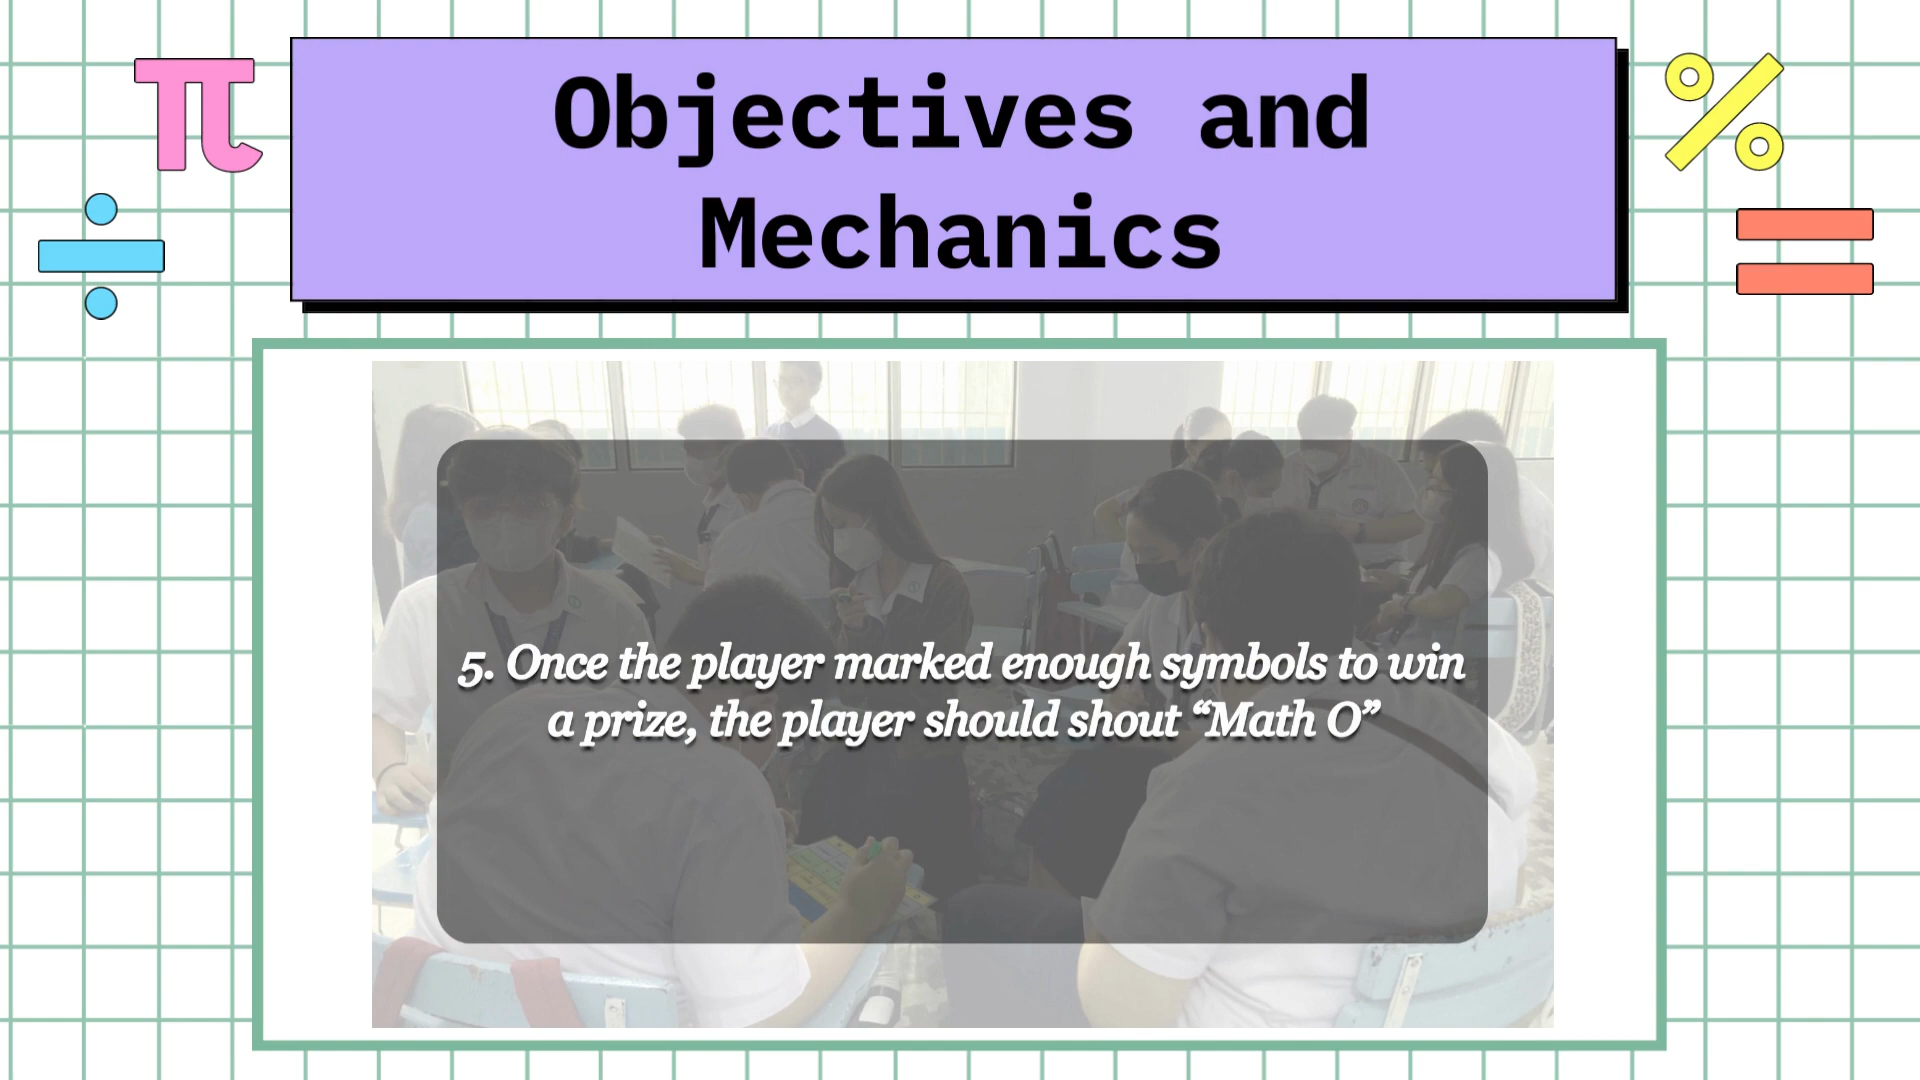 Objectives and
Mechanics
π
%
÷
=
5. Once the player marked enough symbols to win
a prize, the player should shout “Math O”